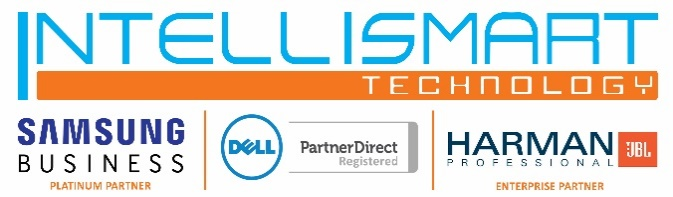 INTELLISMART
TECHNOLOGY
SAMSUNG
BUSINESS
PLATINUM PARTNER
DELL
PartnerDirect
Registered
HARMAN
PROFESSIONAL
JBL
ENTERPRISE PARTNER